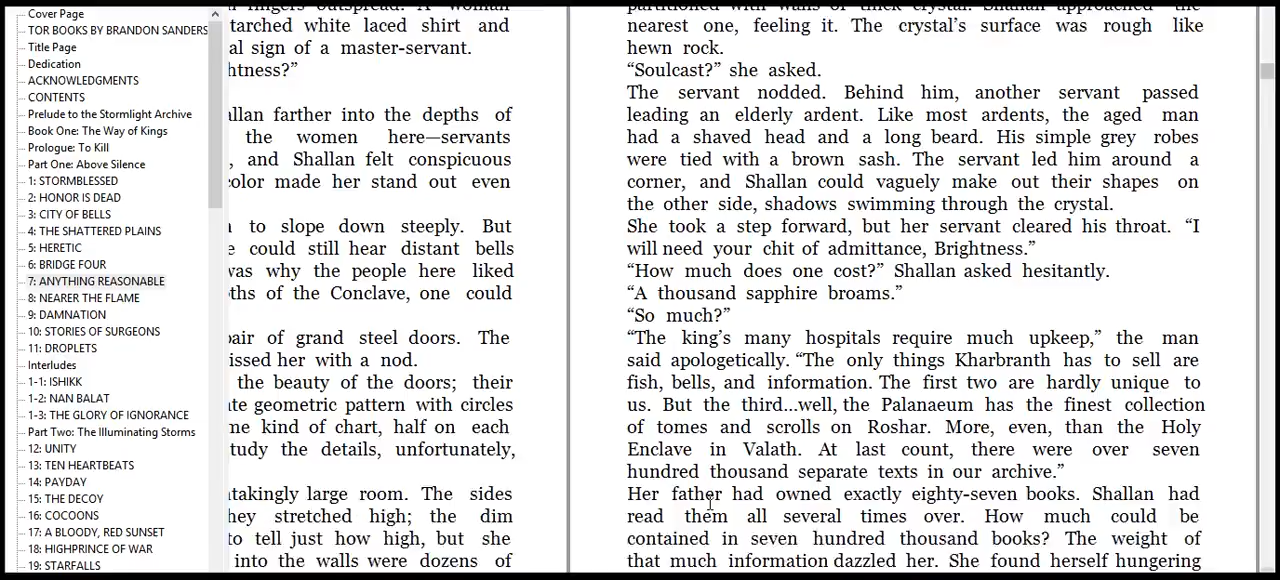 Cover Page
TOR BOOKS BY BRANDON SANDERS
Title Page
Dedication
ACKNOWLEDGMENTS
CONTENTS
Prelude to the Stormlight Archive
Book One: The Way of Kings
Prologue: To Kill
Part One: Above Silence
1: STORMBLESSED
2: HONOR IS DEAD
3: CITY OF BELLS
4: THE SHATTERED PLAINS
5: HERETIC
6: BRIDGE FOUR
7: ANYTHING REASONABLE
8: NEARER THE FLAME
9: DAMNATION
10: STORIES OF SURGEONS
11: DROPLETS
Interludes
1-1: ISHIKK
1-2: NAN BALAT
1-3: THE GLORY OF IGNORANCE
Part Two: The Illuminating Storms
12: UNITY
13: TEN HEARTBEATS
14: PAYDAY
15: THE DECOY
16: COCOONS
17: A BLOODY, RED SUNSET
18: HIGHPRINCE OF WAR
19: STARFALLS
fingers outspread. A woman
tarched white laced shirt and
al sign of a master-servant.
htness?”
allan farther into the depths of
the women here—servants
, and Shallan felt conspicuous
color made her stand out even
to slope down steeply. But
e could still hear distant bells
was why the people here liked
ths of the Conclave, one could
pair of grand steel doors. The
issed her with a nod.
the beauty of the doors; their
te geometric pattern with circles
me kind of chart, half on each
tudy the details, unfortunately,
takingly large room. The sides
hey stretched high; the dim
to tell just how high, but she
into the walls were dozens of
partitioned with walls of thick crystal. Shallan approached the
nearest one, feeling it. The crystal’s surface was rough like
hewn rock.
“Soulcast?” she asked.
The servant nodded. Behind him, another servant passed
leading an elderly ardent. Like most ardents, the aged man
had a shaved head and a long beard. His simple grey robes
were tied with a brown sash. The servant led him around a
corner, and Shallan could vaguely make out their shapes on
the other side, shadows swimming through the crystal.
She took a step forward, but her servant cleared his throat. “I
will need your chit of admittance, Brightness.”
“How much does one cost?” Shallan asked hesitantly.
“A thousand sapphire broams.”
“So much?”
“The king’s many hospitals require much upkeep,” the man
said apologetically. “The only things Kharbranth has to sell are
fish, bells, and information. The first two are hardly unique to
us. But the third...well, the Palanaeum has the finest collection
of tomes and scrolls on Roshar. More, even, than the Holy
Enclave in Valath. At last count, there were over seven
hundred thousand separate texts in our archive.”
Her father had owned exactly eighty-seven books. Shallan had
read them all several times over. How much could be
contained in seven hundred thousand books? The weight of
that much information dazzled her. She found herself hungering